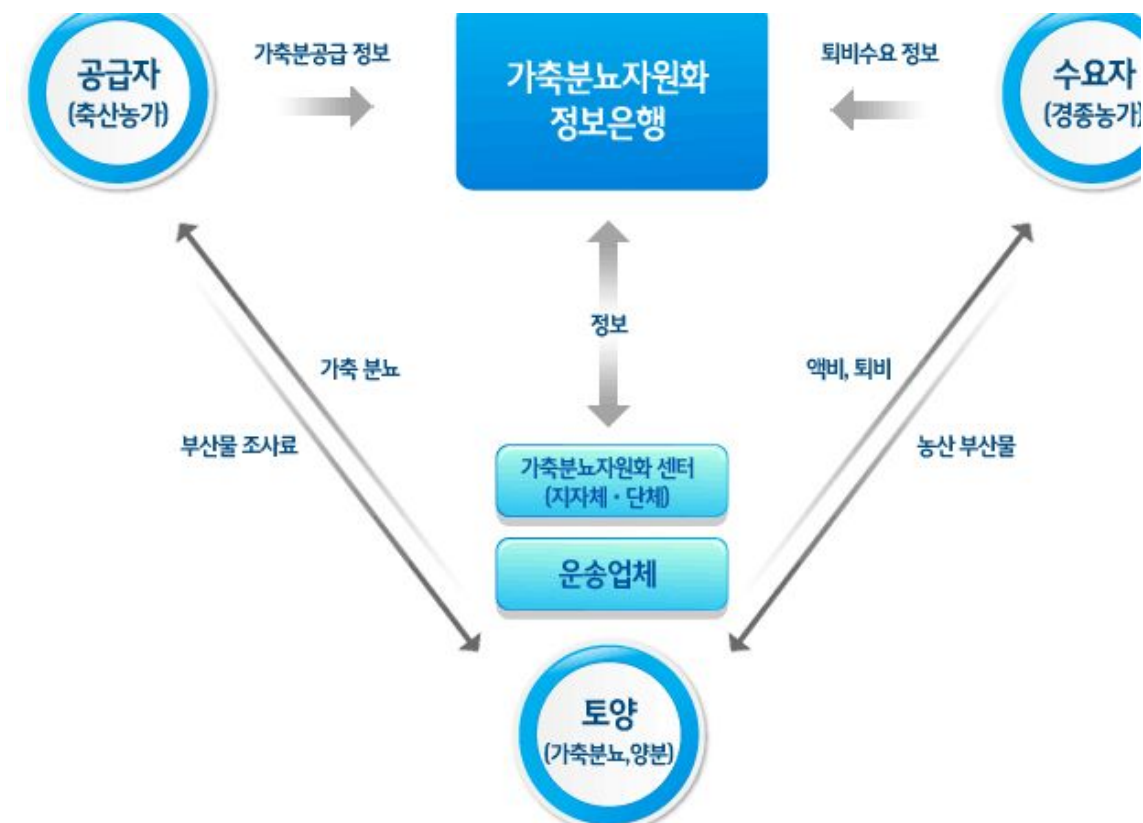 공급자
(축산농가)
가축분공급 정보
가축분뇨자원화
정보은행
퇴비수요 정보
수요자
(경종농가)
정보
가축 분뇨
부산물 조사료
액비, 퇴비
농산 부산물
가축분뇨자원화 센터
(지자체 · 단체)
운송업체
토양
(가축분뇨,양분)